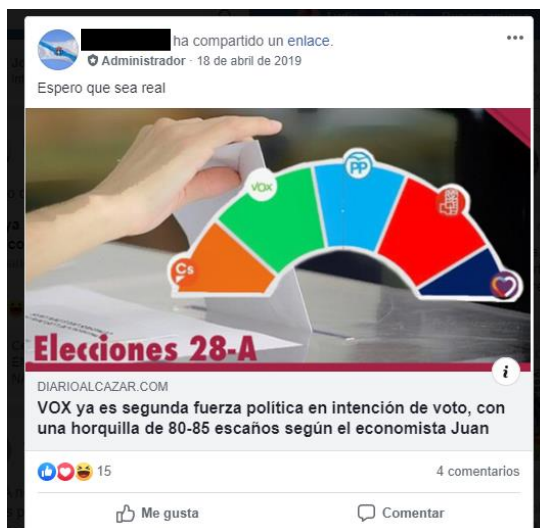 ha compartido un enlace.
Administrador · 18 de abril de 2019
Espero que sea real
VOX
PP
Cs
Elecciones 28-A
i
DIARIOALCAZAR.COM
VOX ya es segunda fuerza política en intención de voto, con
una horquilla de 80-85 escaños según el economista Juan
15
4 comentarios
Me gusta
Comentar